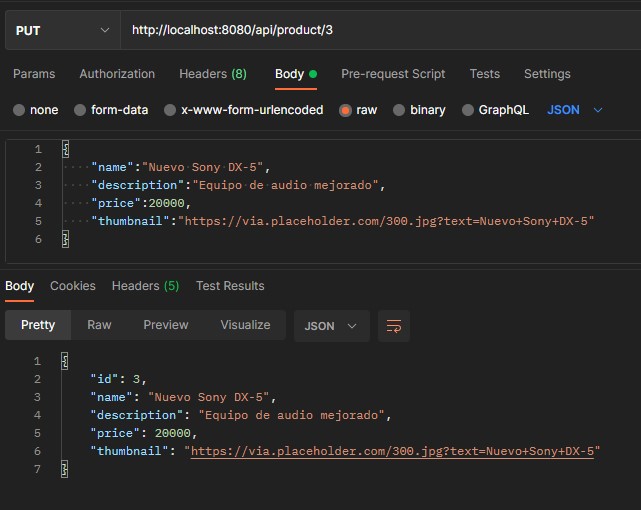 PUT http://localhost:8080/api/product/3
Params Authorization Headers (8) Body Pre-request Script Tests Settings
none form-data x-www-form-urlencoded raw binary GraphQL JSON
1 {
2 "name":"Nuevo Sony DX-5",
3 "description":"Equipo de audio mejorado",
4 "price":20000,
5 "thumbnail":"https://via.placeholder.com/300.jpg?text=Nuevo+Sony+DX-5"
6 }
Body Cookies Headers (5) Test Results
Pretty Raw Preview Visualize JSON
1 {
2 "id": 3,
3 "name": "Nuevo Sony DX-5",
4 "description": "Equipo de audio mejorado",
5 "price": 20000,
6 "thumbnail": "https://via.placeholder.com/300.jpg?text=Nuevo+Sony+DX-5"
7 }